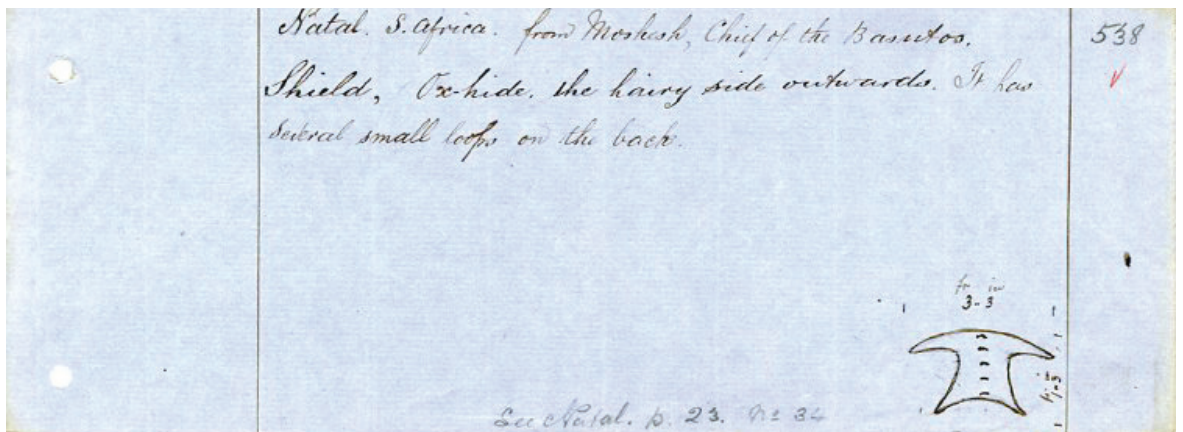 Natal. S. Africa. from Moshesh, Chief of the Basutos. 538
Shield, Ox-hide, the hairy side outwards. It has
several small loops on the back.
ft in
3-3
See Natal. p. 23. No 34